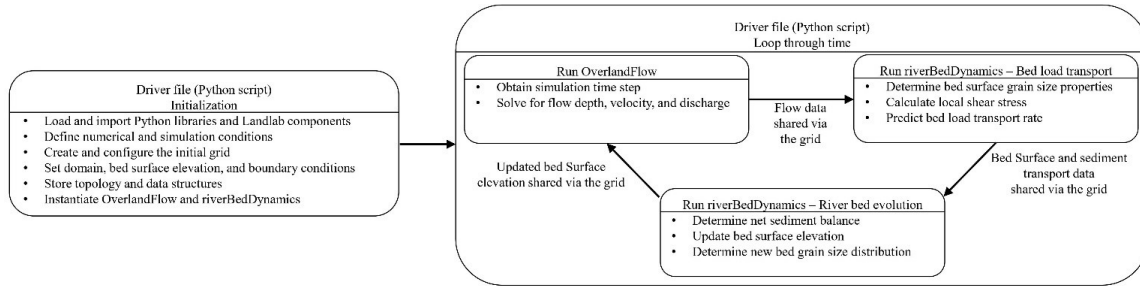 Driver file (Python script)
Initialization
• Load and import Python libraries and Landlab components
• Define numerical and simulation conditions
• Create and configure the initial grid
• Set domain, bed surface elevation, and boundary conditions
• Store topology and data structures
• Instantiate OverlandFlow and riverBedDynamics
Driver file (Python script)
Loop through time
Run OverlandFlow
• Obtain simulation time step
• Solve for flow depth, velocity, and discharge
Flow data
shared via
the grid
Run riverBedDynamics – Bed load transport
• Determine bed surface grain size properties
• Calculate local shear stress
• Predict bed load transport rate
Bed Surface and sediment
transport data
shared via the grid
Run riverBedDynamics – River bed evolution
• Determine net sediment balance
• Update bed surface elevation
• Determine new bed grain size distribution
Updated bed Surface
elevation shared via the grid